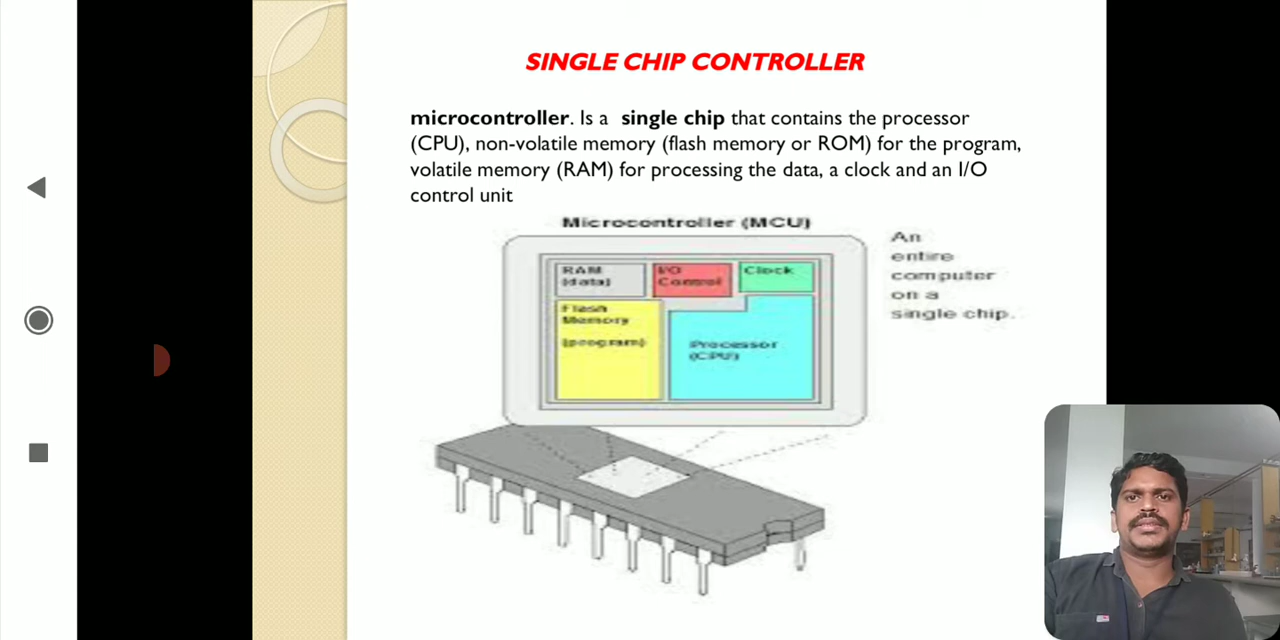 SINGLE CHIP CONTROLLER
microcontroller. Is a single chip that contains the processor
(CPU), non-volatile memory (flash memory or ROM) for the program,
volatile memory (RAM) for processing the data, a clock and an I/O
control unit
Microcontroller (MCU)
An
entire
computer
on a
single chip.
RAM
(data)
I/O
Control
Clock
Flash
Memory
(program)
Processor
(CPU)